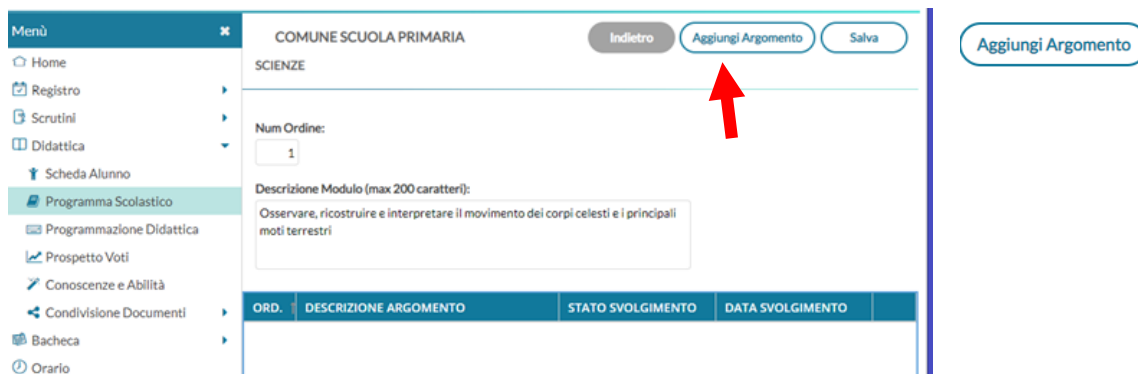 Menù
Home
Registro
Scrutini
Didattica
Scheda Alunno
Programma Scolastico
Programmazione Didattica
Prospetto Voti
Conoscenze e Abilità
Condivisione Documenti
Bacheca
Orario
COMUNE SCUOLA PRIMARIA
Indietro
Aggiungi Argomento
Salva
SCIENZE
Num Ordine:
1
Descrizione Modulo (max 200 caratteri):
Osservare, ricostruire e interpretare il movimento dei corpi celesti e i principali
moti terrestri
ORD. DESCRIZIONE ARGOMENTO STATO SVOLGIMENTO DATA SVOLGIMENTO
Aggiungi Argomento